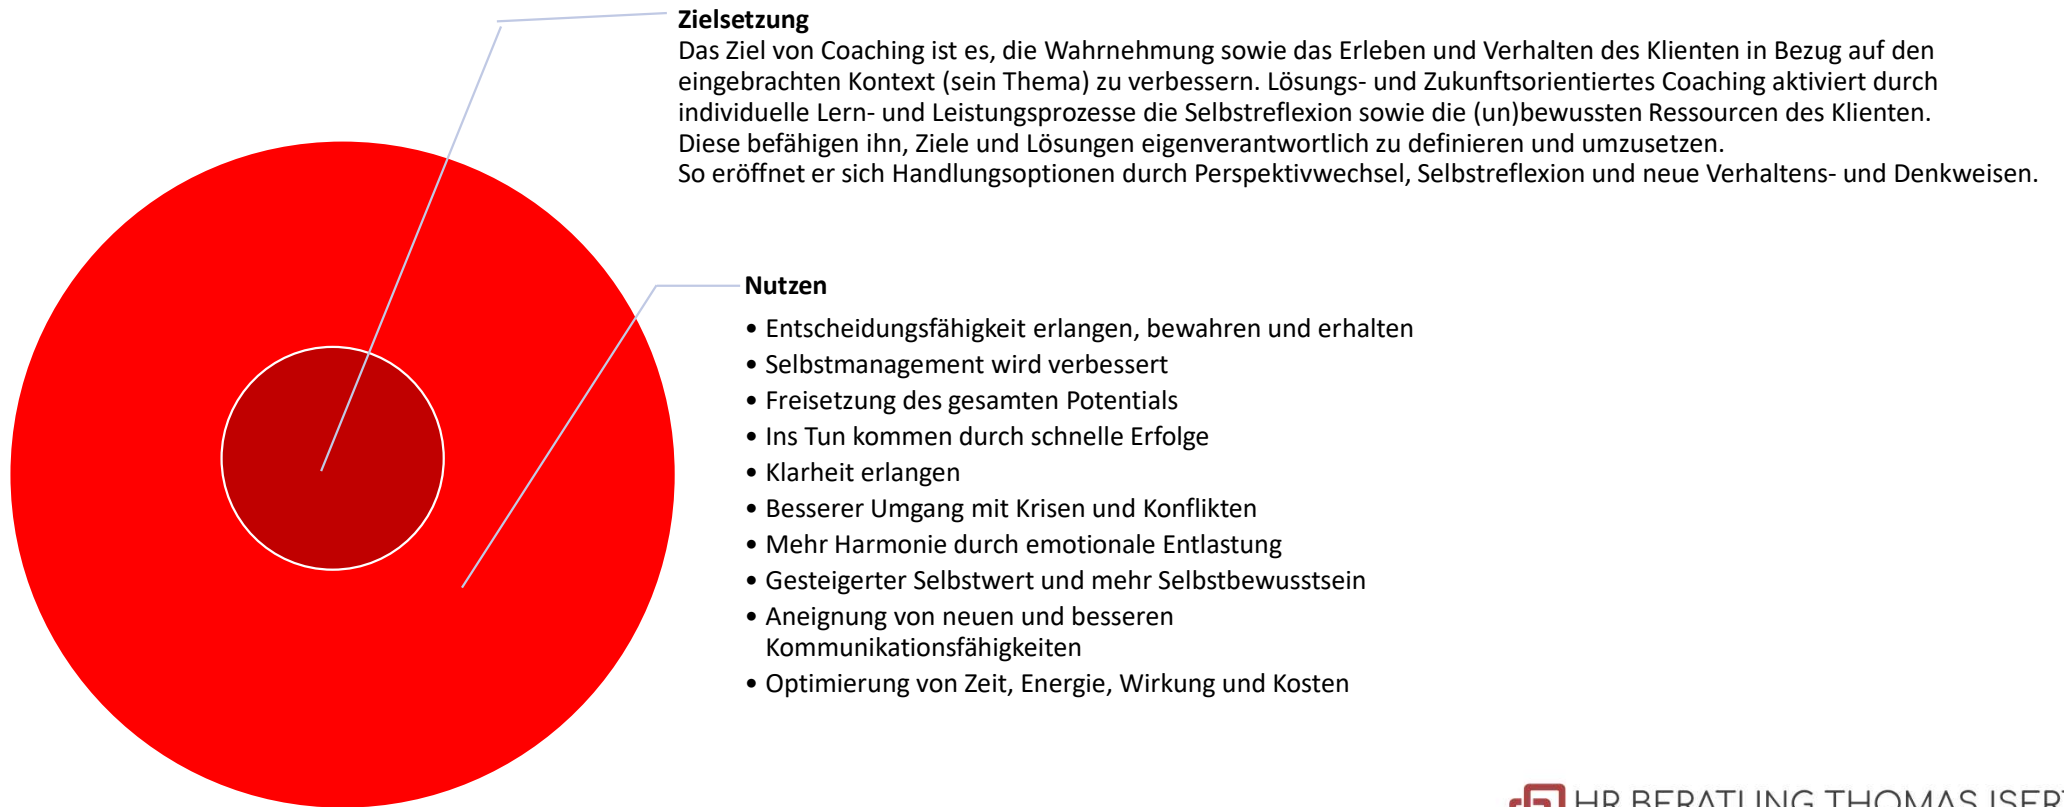 Zielsetzung
Das Ziel von Coaching ist es, die Wahrnehmung sowie das Erleben und Verhalten des Klienten in Bezug auf den
eingebrachten Kontext (sein Thema) zu verbessern. Lösungs- und Zukunftsorientiertes Coaching aktiviert durch
individuelle Lern- und Leistungsprozesse die Selbstreflexion sowie die (un)bewussten Ressourcen des Klienten.
Diese befähigen ihn, Ziele und Lösungen eigenverantwortlich zu definieren und umzusetzen.
So eröffnet er sich Handlungsoptionen durch Perspektivwechsel, Selbstreflexion und neue Verhaltens- und Denkweisen.
Nutzen
• Entscheidungsfähigkeit erlangen, bewahren und erhalten
• Selbstmanagement wird verbessert
• Freisetzung des gesamten Potentials
• Ins Tun kommen durch schnelle Erfolge
• Klarheit erlangen
• Besserer Umgang mit Krisen und Konflikten
• Mehr Harmonie durch emotionale Entlastung
• Gesteigerter Selbstwert und mehr Selbstbewusstsein
• Aneignung von neuen und besseren
Kommunikationsfähigkeiten
• Optimierung von Zeit, Energie, Wirkung und Kosten
HR BERATUNG THOMAS ISERT